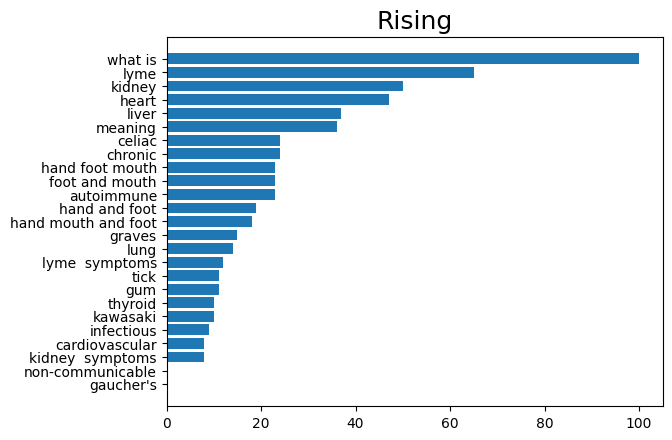 Rising
what is
lyme
kidney
heart
liver
meaning
celiac
chronic
hand foot mouth
foot and mouth
autoimmune
hand and foot
hand mouth and foot
graves
lung
lyme  symptoms
tick
gum
thyroid
kawasaki
infectious
cardiovascular
kidney  symptoms
non-communicable
gaucher's
0 20 40 60 80 100